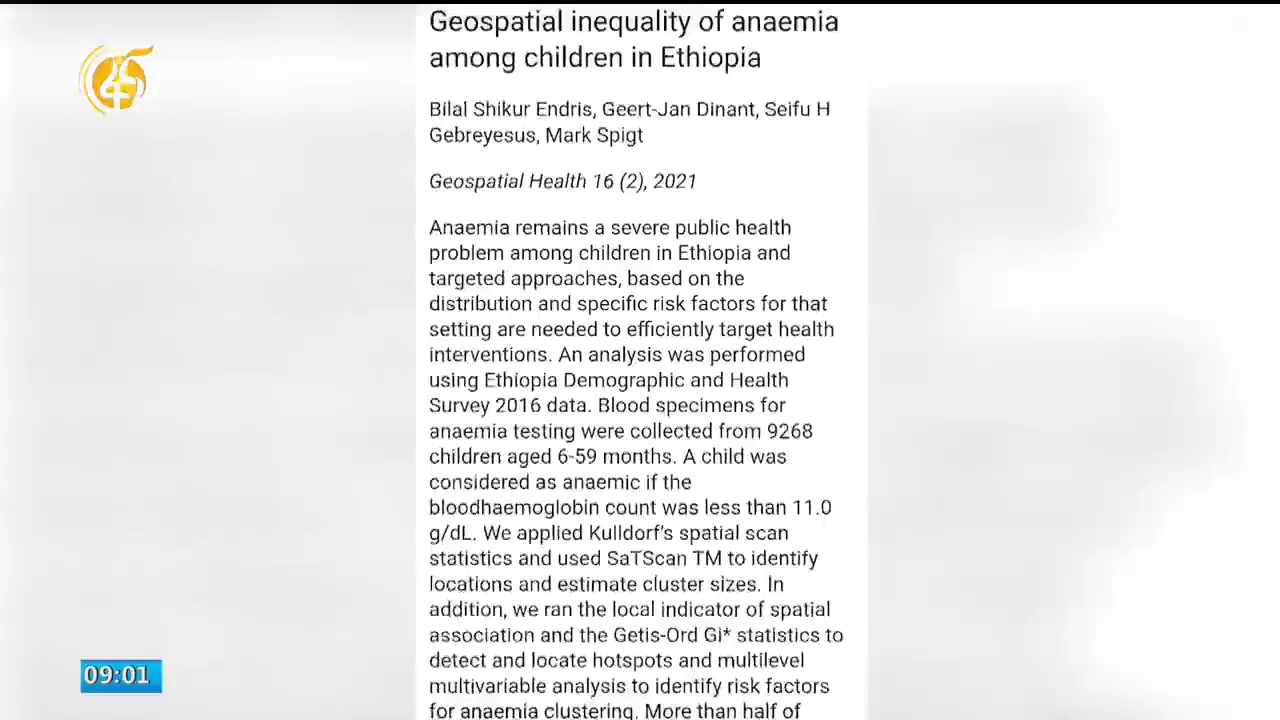 Geospatial inequality of anaemia
among children in Ethiopia
Bilal Shikur Endris, Geert-Jan Dinant, Seifu H
Gebreyesus, Mark Spigt
Geospatial Health 16 (2), 2021
Anaemia remains a severe public health
problem among children in Ethiopia and
targeted approaches, based on the
distribution and specific risk factors for that
setting are needed to efficiently target health
interventions. An analysis was performed
using Ethiopia Demographic and Health
Survey 2016 data. Blood specimens for
anaemia testing were collected from 9268
children aged 6-59 months. A child was
considered as anaemic if the
bloodhaemoglobin count was less than 11.0
g/dL. We applied Kulldorf's spatial scan
statistics and used SaTScan TM to identify
locations and estimate cluster sizes. In
addition, we ran the local indicator of spatial
association and the Getis-Ord Gi* statistics to
detect and locate hotspots and multilevel
multivariable analysis to identify risk factors
for anaemia clustering. More than half of
09:01